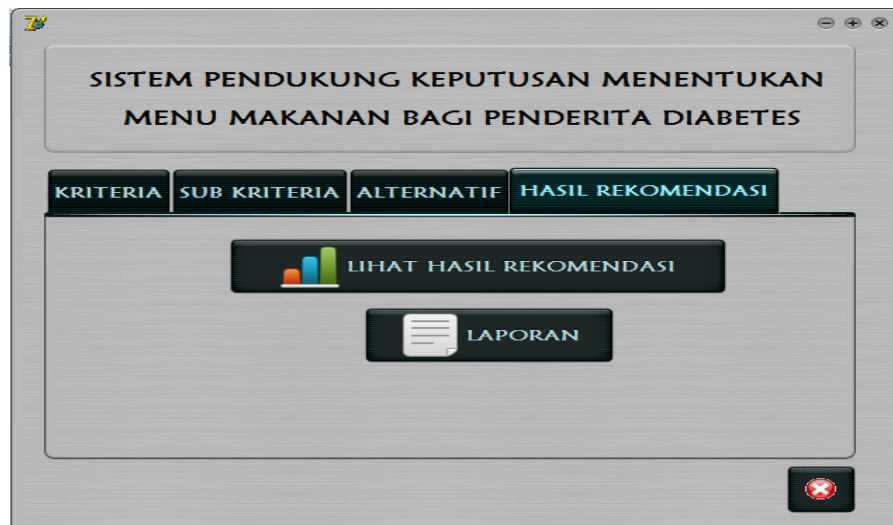 SISTEM PENDUKUNG KEPUTUSAN MENENTUKAN
MENU MAKANAN BAGI PENDERITA DIABETES
KRITERIA SUB KRITERIA ALTERNATIF HASIL REKOMENDASI
LIHAT HASIL REKOMENDASI
LAPORAN